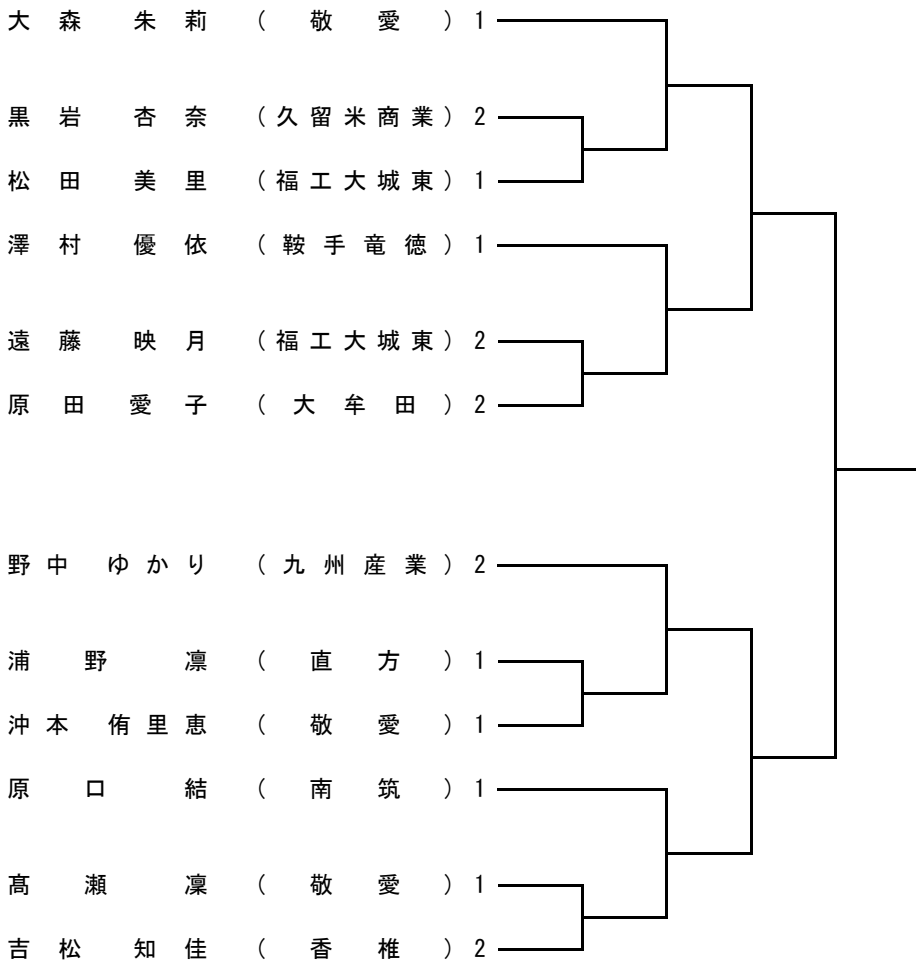 大森 朱莉 (敬愛) 1
黒岩 杏奈 (久留米商業) 2
松田 美里 (福工大城東) 1
澤村 優依 (鞍手竜徳) 1
遠藤 映月 (福工大城東) 2
原田 愛子 (大牟田) 2
野中 ゆかり (九州産業) 2
浦野 凛 (直方) 1
沖本 侑里恵 (敬愛) 1
原口 結 (南筑) 1
髙瀬 凜 (敬愛) 1
吉松 知佳 (香椎) 2